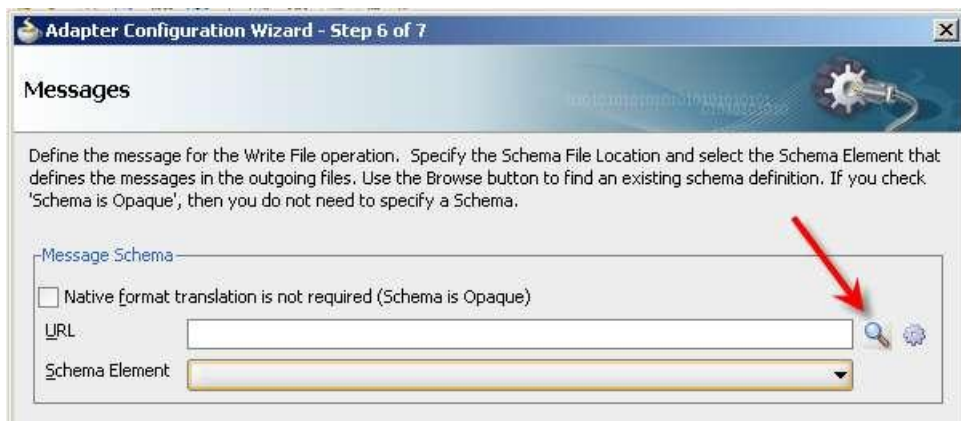 Adapter Configuration Wizard - Step 6 of 7
Messages
Define the message for the Write File operation.  Specify the Schema File Location and select the Schema Element that
defines the messages in the outgoing files. Use the Browse button to find an existing schema definition. If you check
'Schema is Opaque', then you do not need to specify a Schema.
Message Schema
Native format translation is not required (Schema is Opaque)
URL
Schema Element